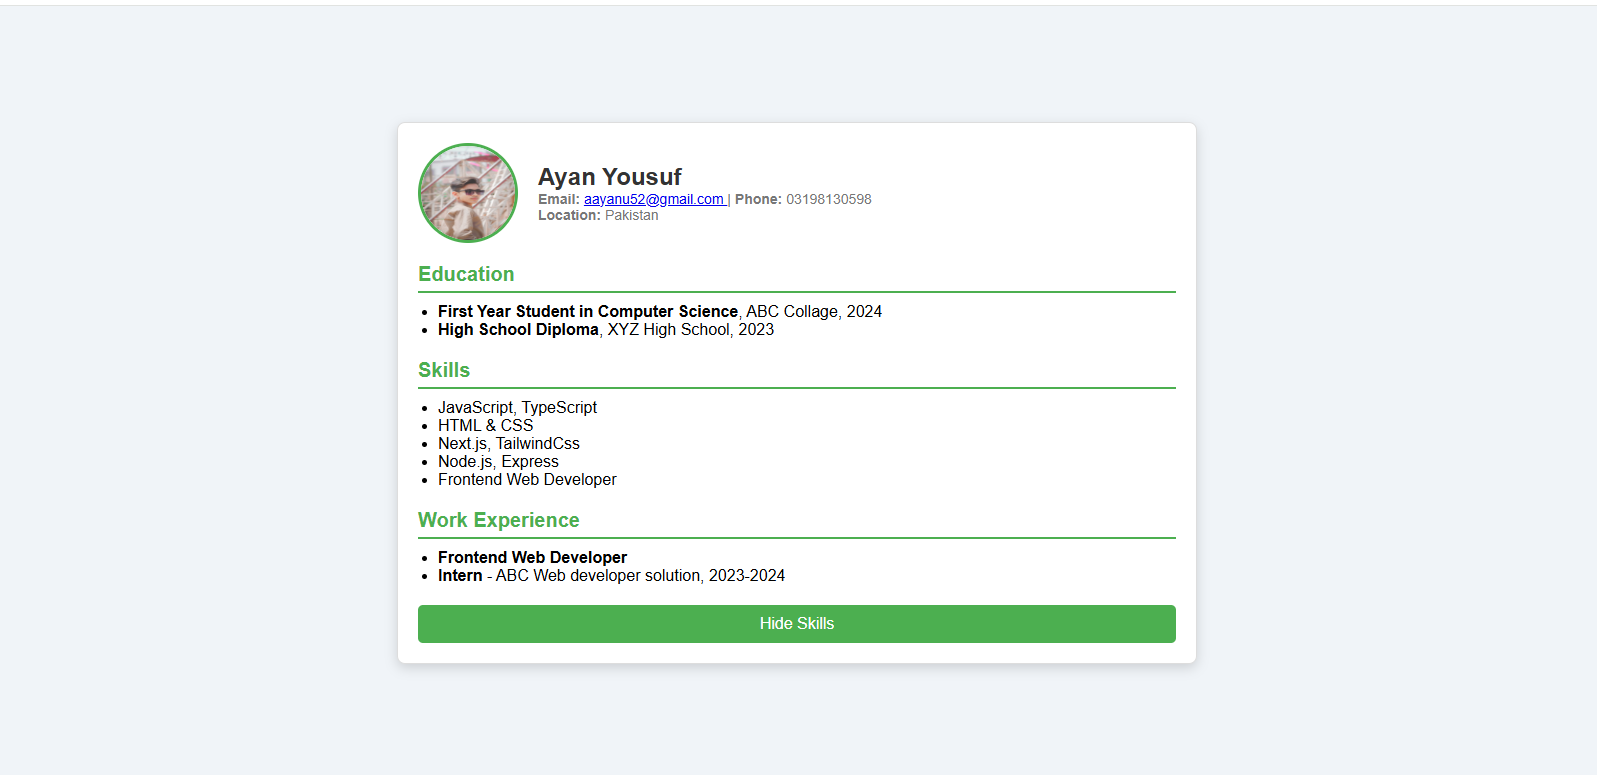 Ayan Yousuf
Email: aayanu52@gmail.com | Phone: 03198130598
Location: Pakistan
Education
First Year Student in Computer Science, ABC Collage, 2024
High School Diploma, XYZ High School, 2023
Skills
JavaScript, TypeScript
HTML & CSS
Next.js, TailwindCss
Node.js, Express
Frontend Web Developer
Work Experience
Frontend Web Developer
Intern - ABC Web developer solution, 2023-2024
Hide Skills